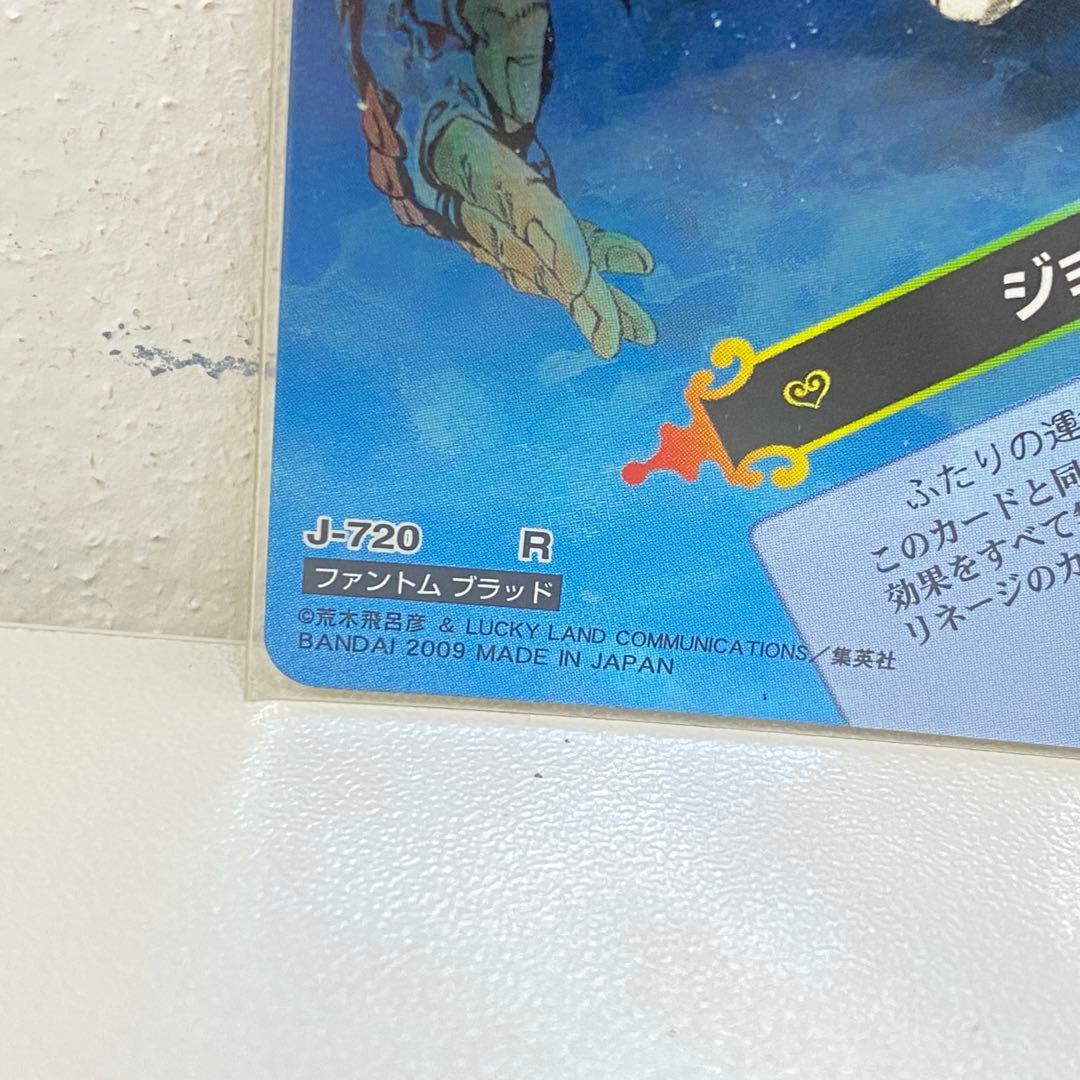 ジョ
ふたりの運
このカードと同
効果をすべて
リネージのカ
J-720 R
ファントム ブラッド
©荒木飛呂彦 & LUCKY LAND COMMUNICATIONS/集英社
BANDAI 2009 MADE IN JAPAN